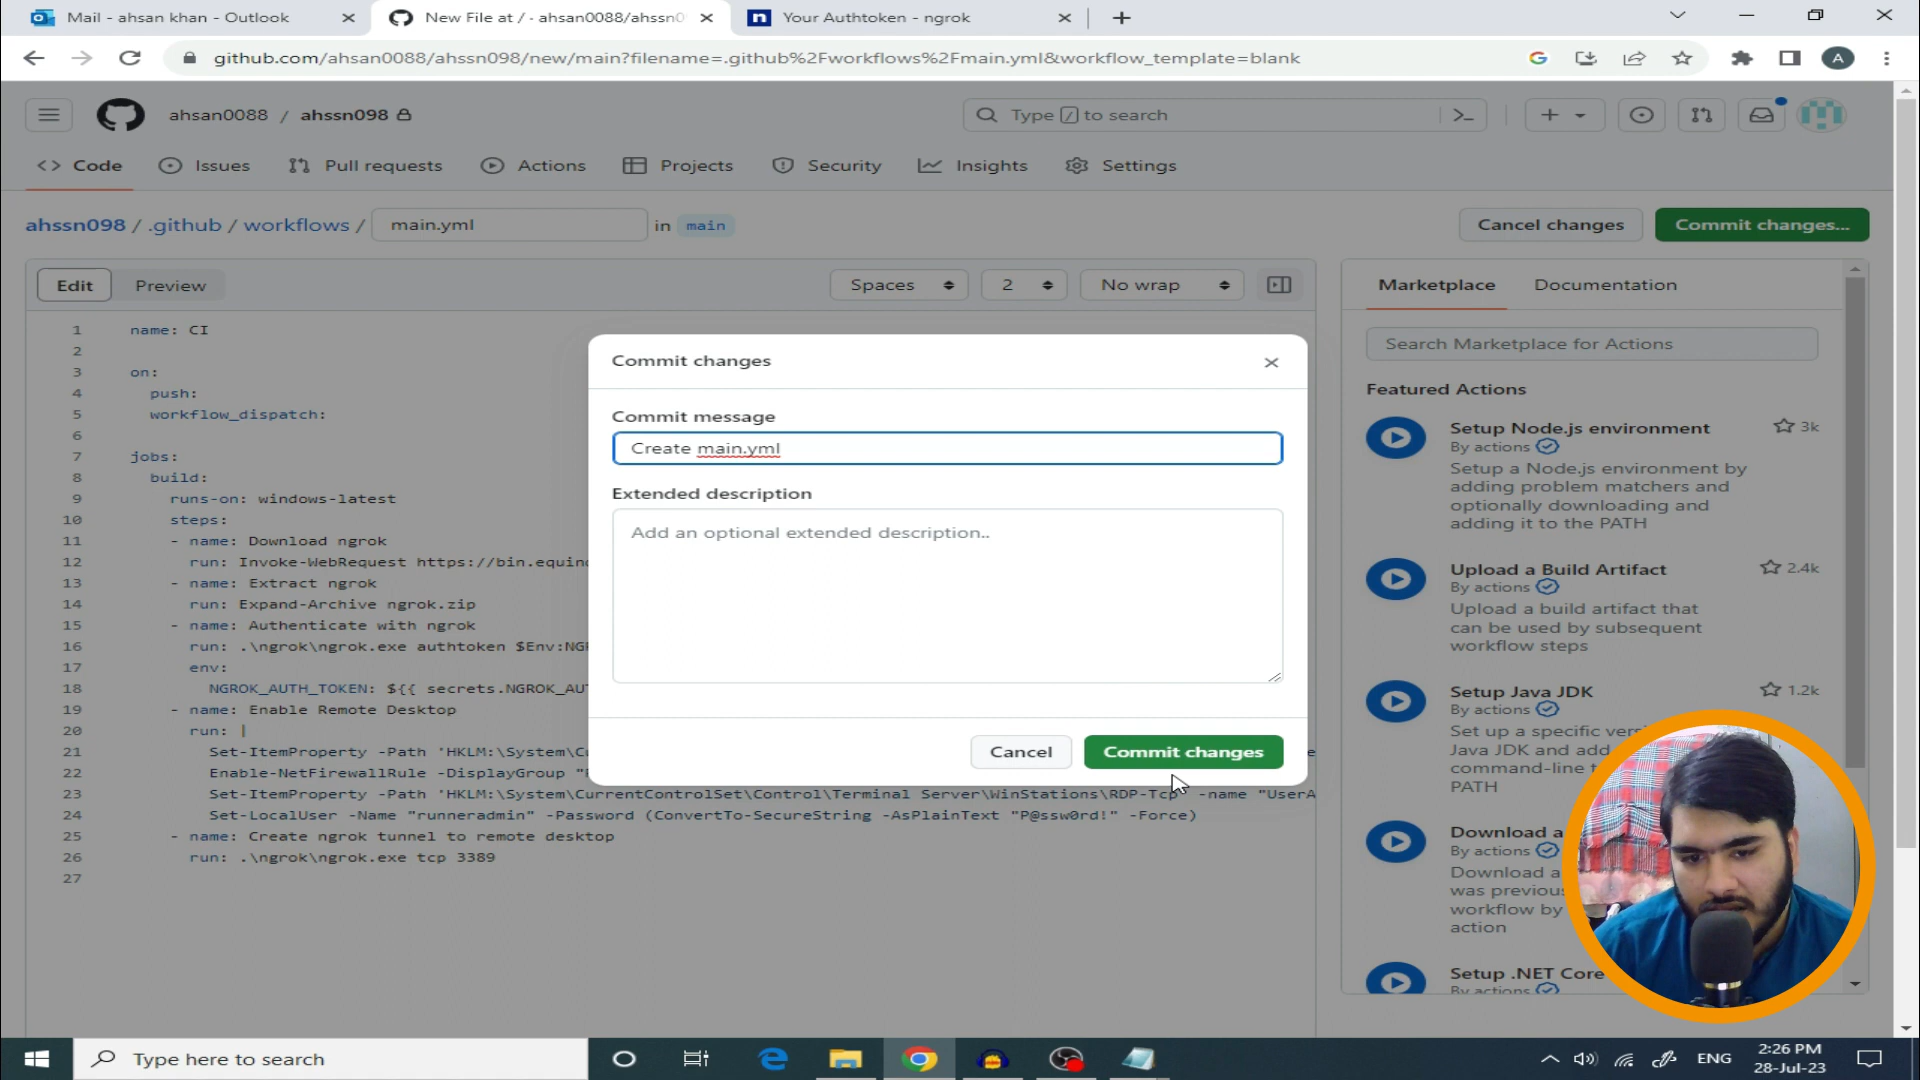 Mail - ahsan khan - Outlook
New File at / · ahsan0088/ahssn0
Your Authtoken - ngrok
github.com/ahsan0088/ahssn098/new/main?filename=.github%2Fworkflows%2Fmain.yml&workflow_template=blank
A
ahsan0088 / ahssn098
Type / to search
Code
Issues
Pull requests
Actions
Projects
Security
Insights
Settings
ahssn098 / .github / workflows / main.yml in main
Cancel changes
Commit changes...
Edit
Preview
Spaces
2
No wrap
1 name: CI
2
3 on:
4 push:
5 workflow_dispatch:
6
7 jobs:
8 build:
9 runs-on: windows-latest
10 steps:
11 - name: Download ngrok
12 run: Invoke-WebRequest https://bin.equin
13 - name: Extract ngrok
14 run: Expand-Archive ngrok.zip
15 - name: Authenticate with ngrok
16 run: .\ngrok\ngrok.exe authtoken $Env:NG
17 env:
18 NGROK_AUTH_TOKEN: ${{ secrets.NGROK_AU
19 - name: Enable Remote Desktop
20 run: |
21 Set-ItemProperty -Path 'HKLM:\System\Cu
22 Enable-NetFirewallRule -DisplayGroup "
23 Set-ItemProperty -Path 'HKLM:\System\CurrentControlSet\Control\Terminal Server\WinStations\RDP-Tcp' -name "UserA
24 Set-LocalUser -Name "runneradmin" -Password (ConvertTo-SecureString -AsPlainText "P@ssw0rd!" -Force)
25 - name: Create ngrok tunnel to remote desktop
26 run: .\ngrok\ngrok.exe tcp 3389
27
Commit changes
Commit message
Create main.yml
Extended description
Add an optional extended description..
Cancel
Commit changes
Marketplace
Documentation
Search Marketplace for Actions
Featured Actions
Setup Node.js environment
3k
By actions
Setup a Node.js environment by
adding problem matchers and
optionally downloading and
adding it to the PATH
Upload a Build Artifact
2.4k
By actions
Upload a build artifact that
can be used by subsequent
workflow steps
Setup Java JDK
1.2k
By actions
Set up a specific ver
Java JDK and add
command-line t
PATH
Download a
By actions
Download a
was previou
workflow by
action
Setup .NET Core
By actions
Type here to search
ENG
2:26 PM
28-Jul-23